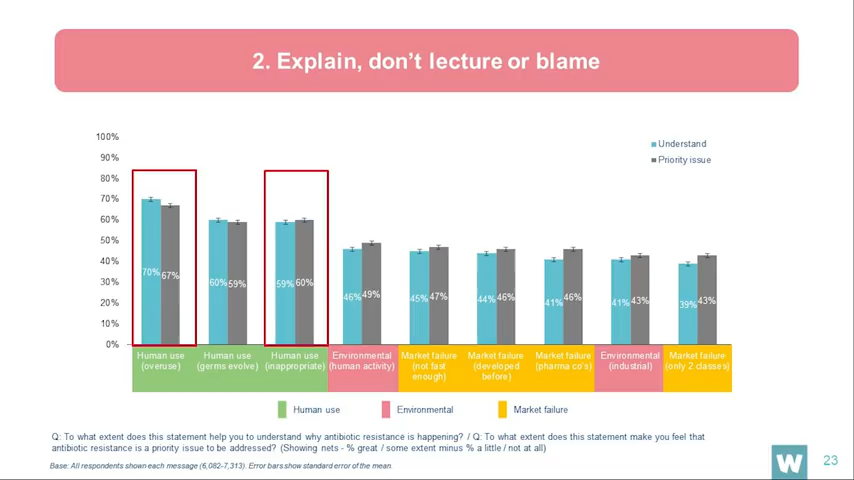 2. Explain, don’t lecture or blame
100%
90%
80%
70%
60%
50%
40%
30%
20%
10%
0%
Understand
Priority issue
70% 67%
60% 59%
59% 60%
46% 49%
45% 47%
44% 46%
41% 46%
41% 43%
39% 43%
Human use
(overuse)
Human use
(germs evolve)
Human use
(inappropriate)
Environmental
(human activity)
Market failure
(not fast
enough)
Market failure
(developed
before)
Market failure
(pharma co's)
Environmental
(industrial)
Market failure
(only 2 classes)
Human use
Environmental
Market failure
Q: To what extent does this statement help you to understand why antibiotic resistance is happening? / Q: To what extent does this statement make you feel that
antibiotic resistance is a priority issue to be addressed? (Showing nets - % great / some extent minus % a little / not at all)
Base: All respondents shown each message (6,082-7,313). Error bars show standard error of the mean.
W
23